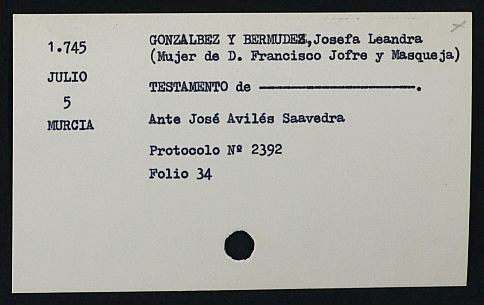 1.745
JULIO
5
MURCIA
GONZALBEZ Y BERMUDEZ, Josefa Leandra
(Mujer de D. Francisco Jofre y Masqueja)
TESTAMENTO de ——————————————.
Ante José Avilés Saavedra
Protocolo Nº 2392
Folio 34